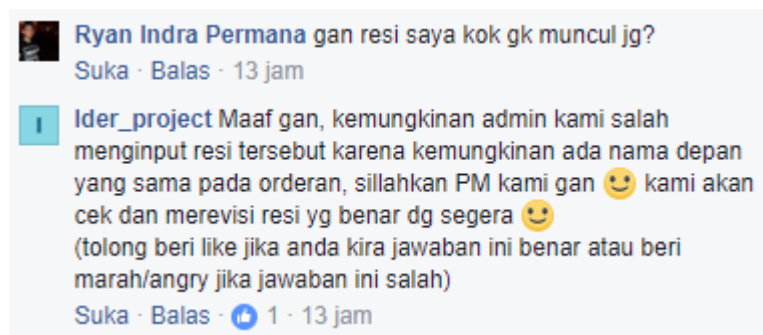 Ryan Indra Permana gan resi saya kok gk muncul jg?
Suka · Balas · 13 jam
I
Ider_project Maaf gan, kemungkinan admin kami salah
menginput resi tersebut karena kemungkinan ada nama depan
yang sama pada orderan, sillahkan PM kami gan 🙂 kami akan
cek dan merevisi resi yg benar dg segera 🙂
(tolong beri like jika anda kira jawaban ini benar atau beri
marah/angry jika jawaban ini salah)
Suka · Balas · 1 · 13 jam